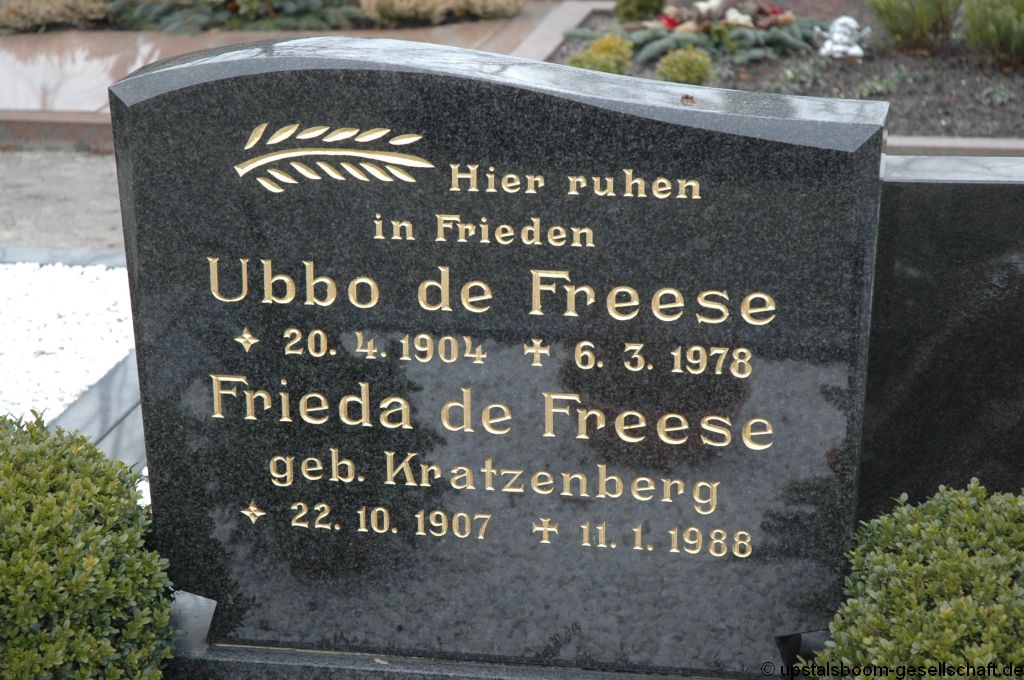 Hier ruhen
in Frieden
Ubbo de Freese
✧ 20. 4. 1904 ✝ 6. 3. 1978
Frieda de Freese
geb. Kratzenberg
✧ 22. 10. 1907 ✝ 11. 1. 1988
© upstalsboom-gesellschaft.de